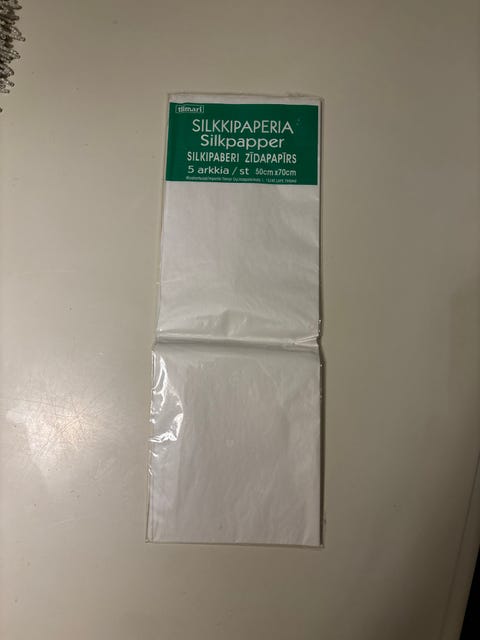 tiimari
SILKKIPAPERIA
Silkpapper
SILKIPABERI ZĪDAPAPĪRS
5 arkkia / st 50cm x 70cm